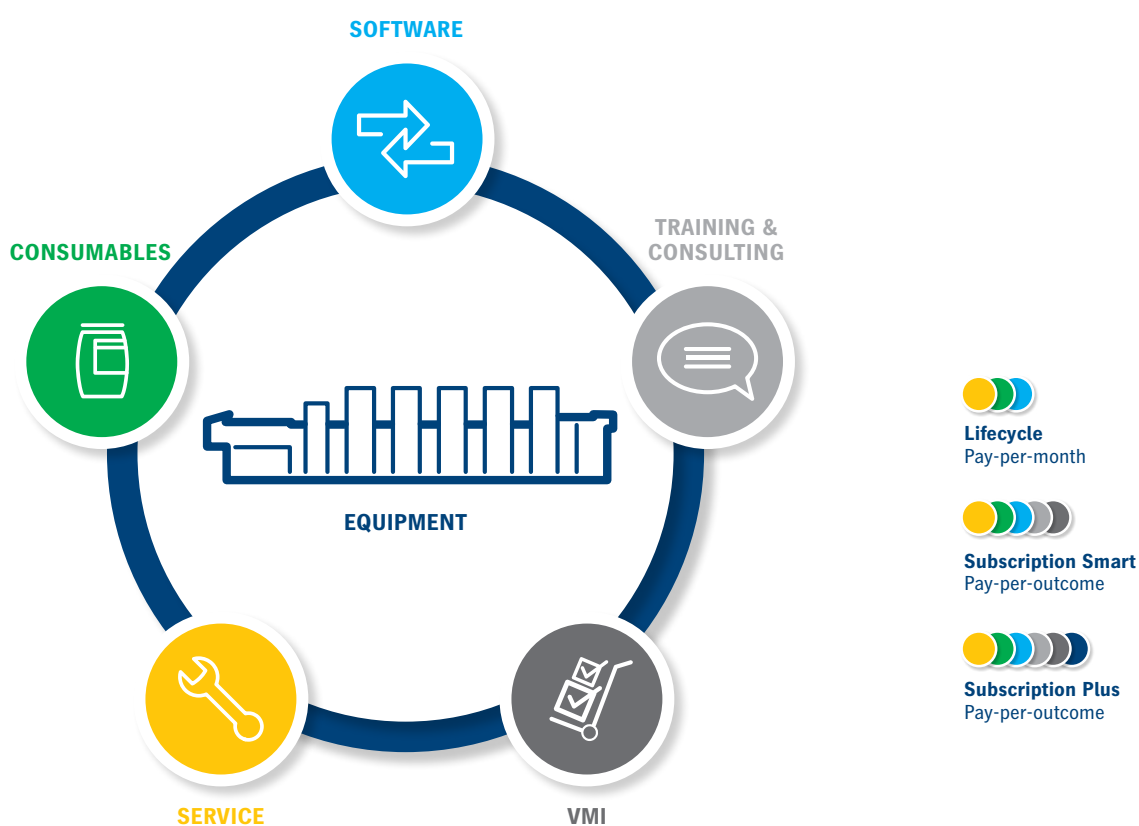 SOFTWARE
TRAINING &
CONSULTING
CONSUMABLES
EQUIPMENT
SERVICE
VMI
Lifecycle
Pay-per-month
Subscription Smart
Pay-per-outcome
Subscription Plus
Pay-per-outcome